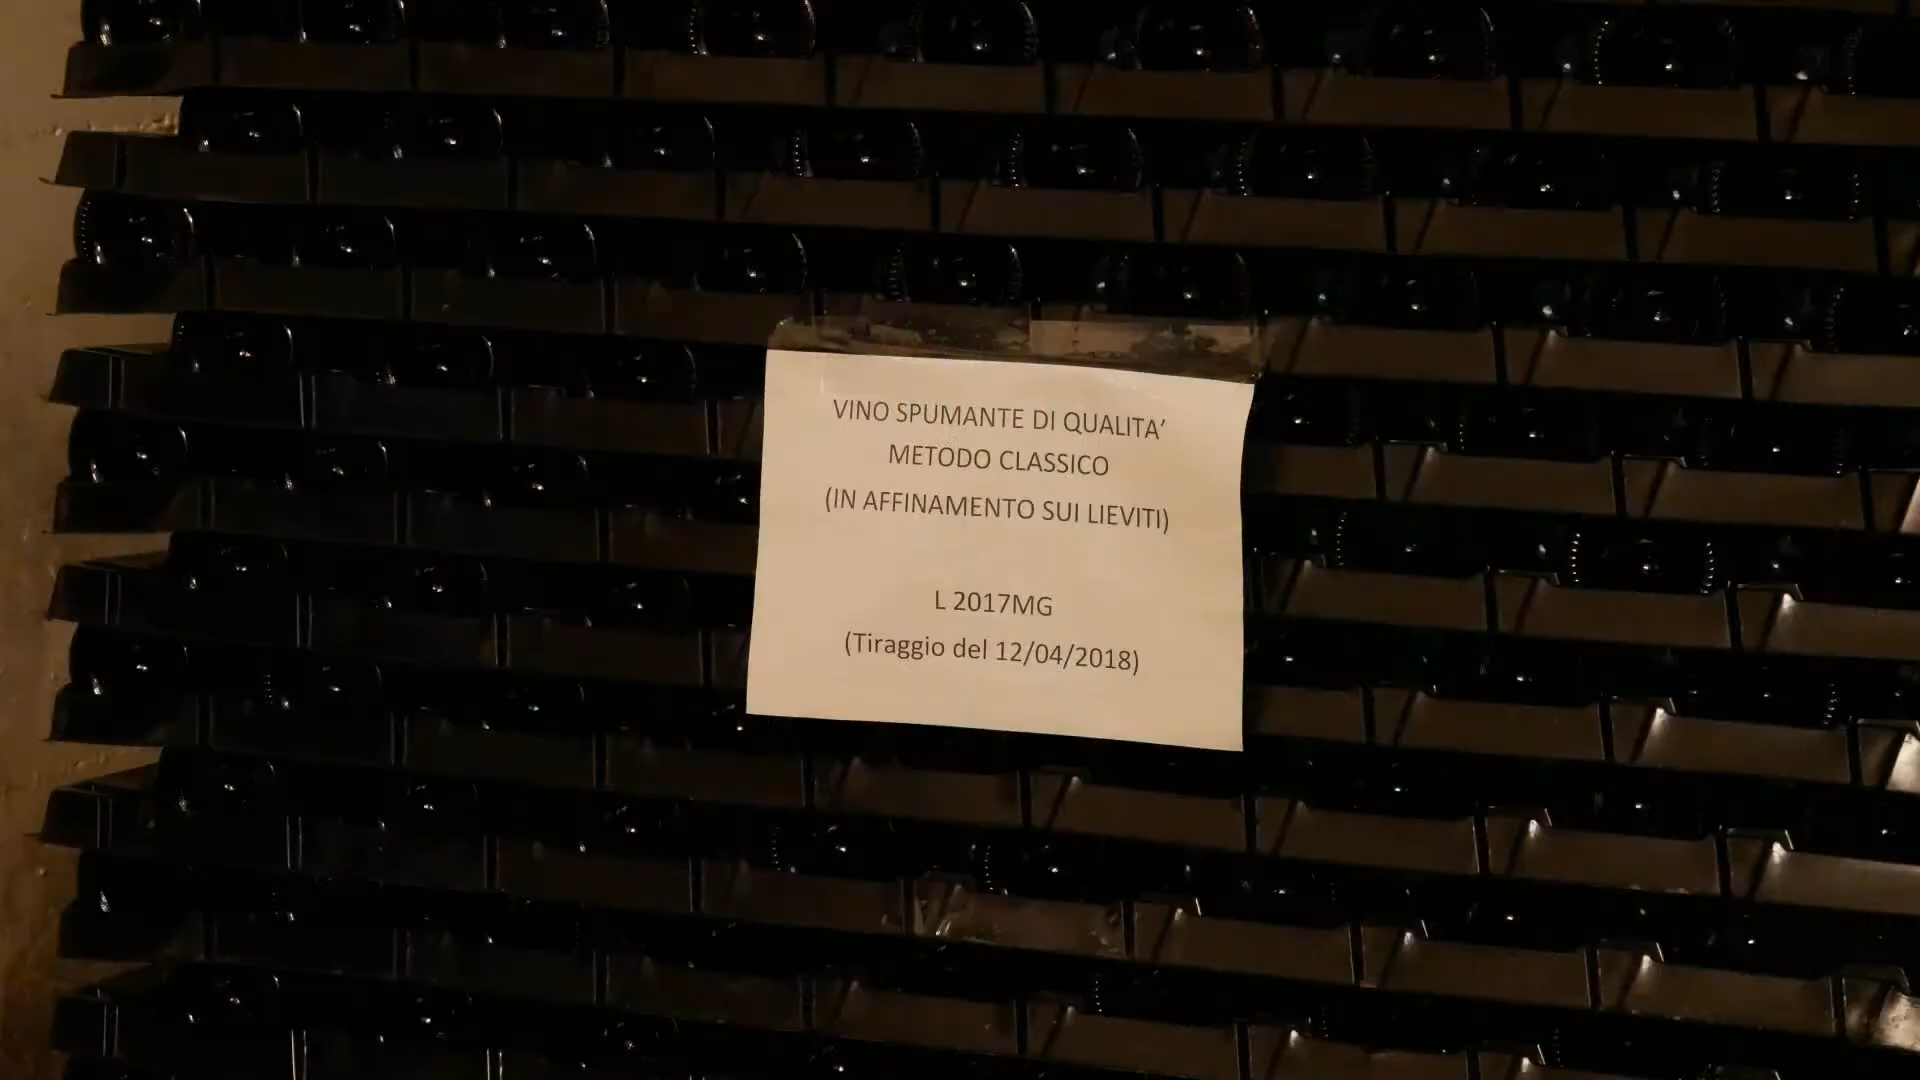 VINO SPUMANTE DI QUALITA’
METODO CLASSICO
(IN AFFINAMENTO SUI LIEVITI)
L 2017MG
(Tiraggio del 12/04/2018)